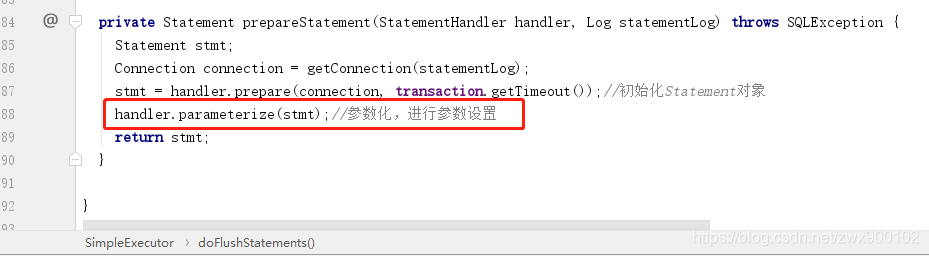 84 @ private Statement prepareStatement(StatementHandler handler, Log statementLog) throws SQLException {
85 Statement stmt;
86 Connection connection = getConnection(statementLog);
87 stmt = handler.prepare(connection, transaction.getTimeout());//初始化Statement对象
88 handler.parameterize(stmt);//参数化，进行参数设置
89 return stmt;
90 }
91
92 }
93
SimpleExecutor › doFlushStatements()
https://blog.csdn.net/zwx900102